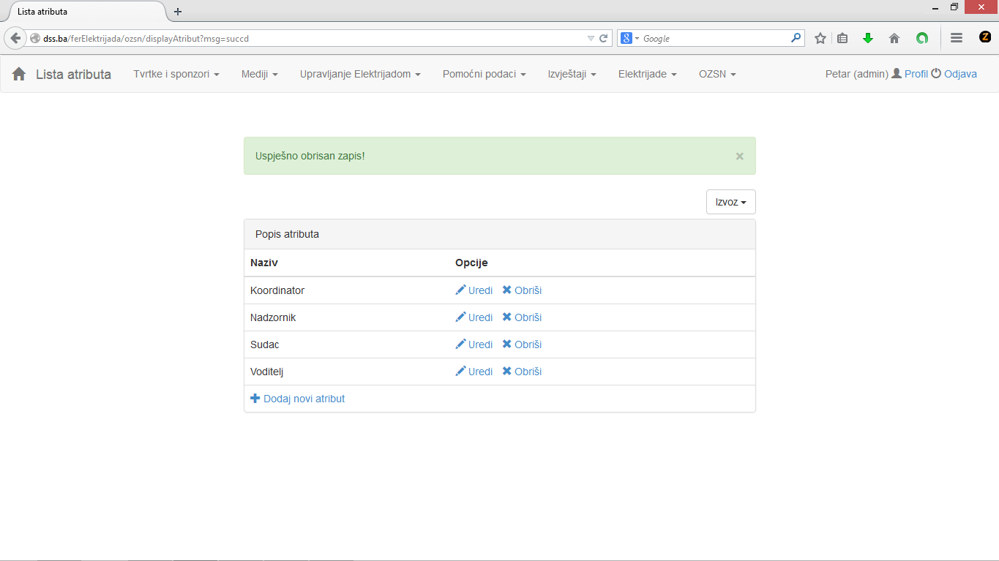 Lista atributa
dss.ba/ferElektrijada/ozsn/displayAtribut?msg=succd
Google
Lista atributa Tvrtke i sponzori Mediji Upravljanje Elektrijadom Pomoćni podaci Izvještaji Elektrijade OZSN Petar (admin) Profil Odjava
Uspješno obrisan zapis!
Izvoz
Popis atributa
Naziv Opcije
Koordinator Uredi Obriši
Nadzornik Uredi Obriši
Sudac Uredi Obriši
Voditelj Uredi Obriši
Dodaj novi atribut